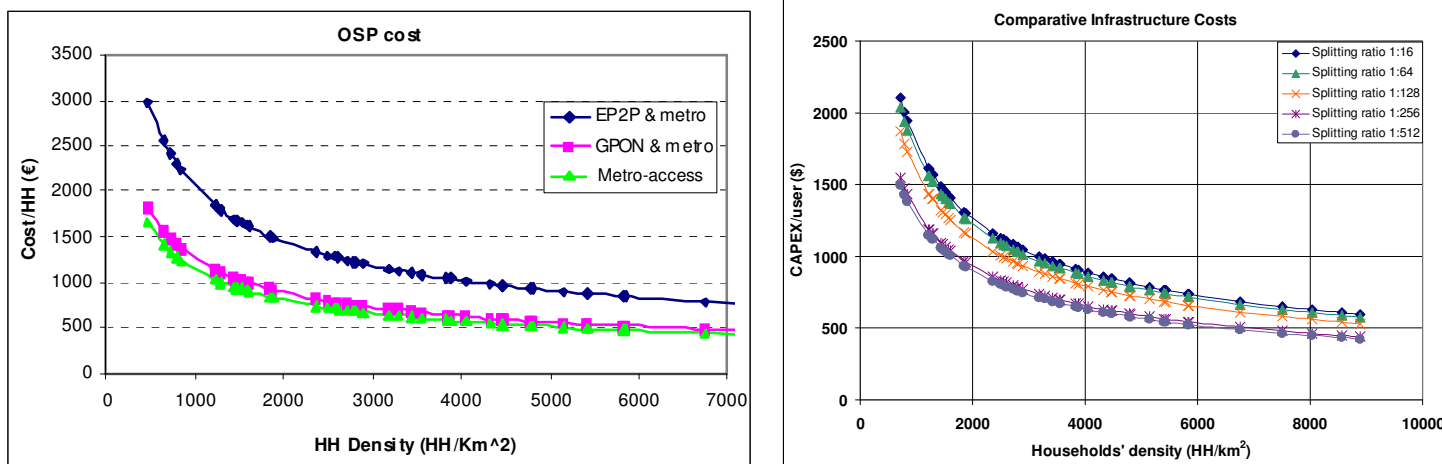 OSP cost
3500
3000
2500
2000
1500
1000
500
0
Cost/HH (€)
EP2P & metro
GPON & metro
Metro-access
0 1000 2000 3000 4000 5000 6000 7000
HH Density (HH/Km^2)
Comparative Infrastructure Costs
2500
2000
1500
1000
500
0
CAPEX/user ($)
Splitting ratio 1:16
Splitting ratio 1:64
Splitting ratio 1:128
Splitting ratio 1:256
Splitting ratio 1:512
0 2000 4000 6000 8000 10000
Households' density (HH/km²)